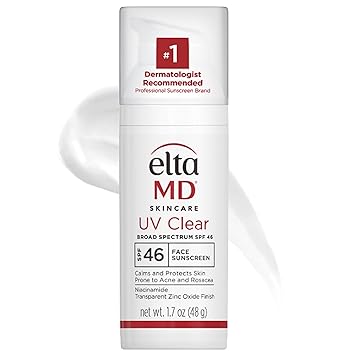 #1
Dermatologist
Recommended
Professional Sunscreen Brand
elta
MD®
SKINCARE
UV Clear
BROAD SPECTRUM SPF 46
SPF 46 FACE
SUNSCREEN
Calms and Protects Skin
Prone to Acne and Rosacea
Niacinamide
Transparent Zinc Oxide Finish
net wt. 1.7 oz (48 g)